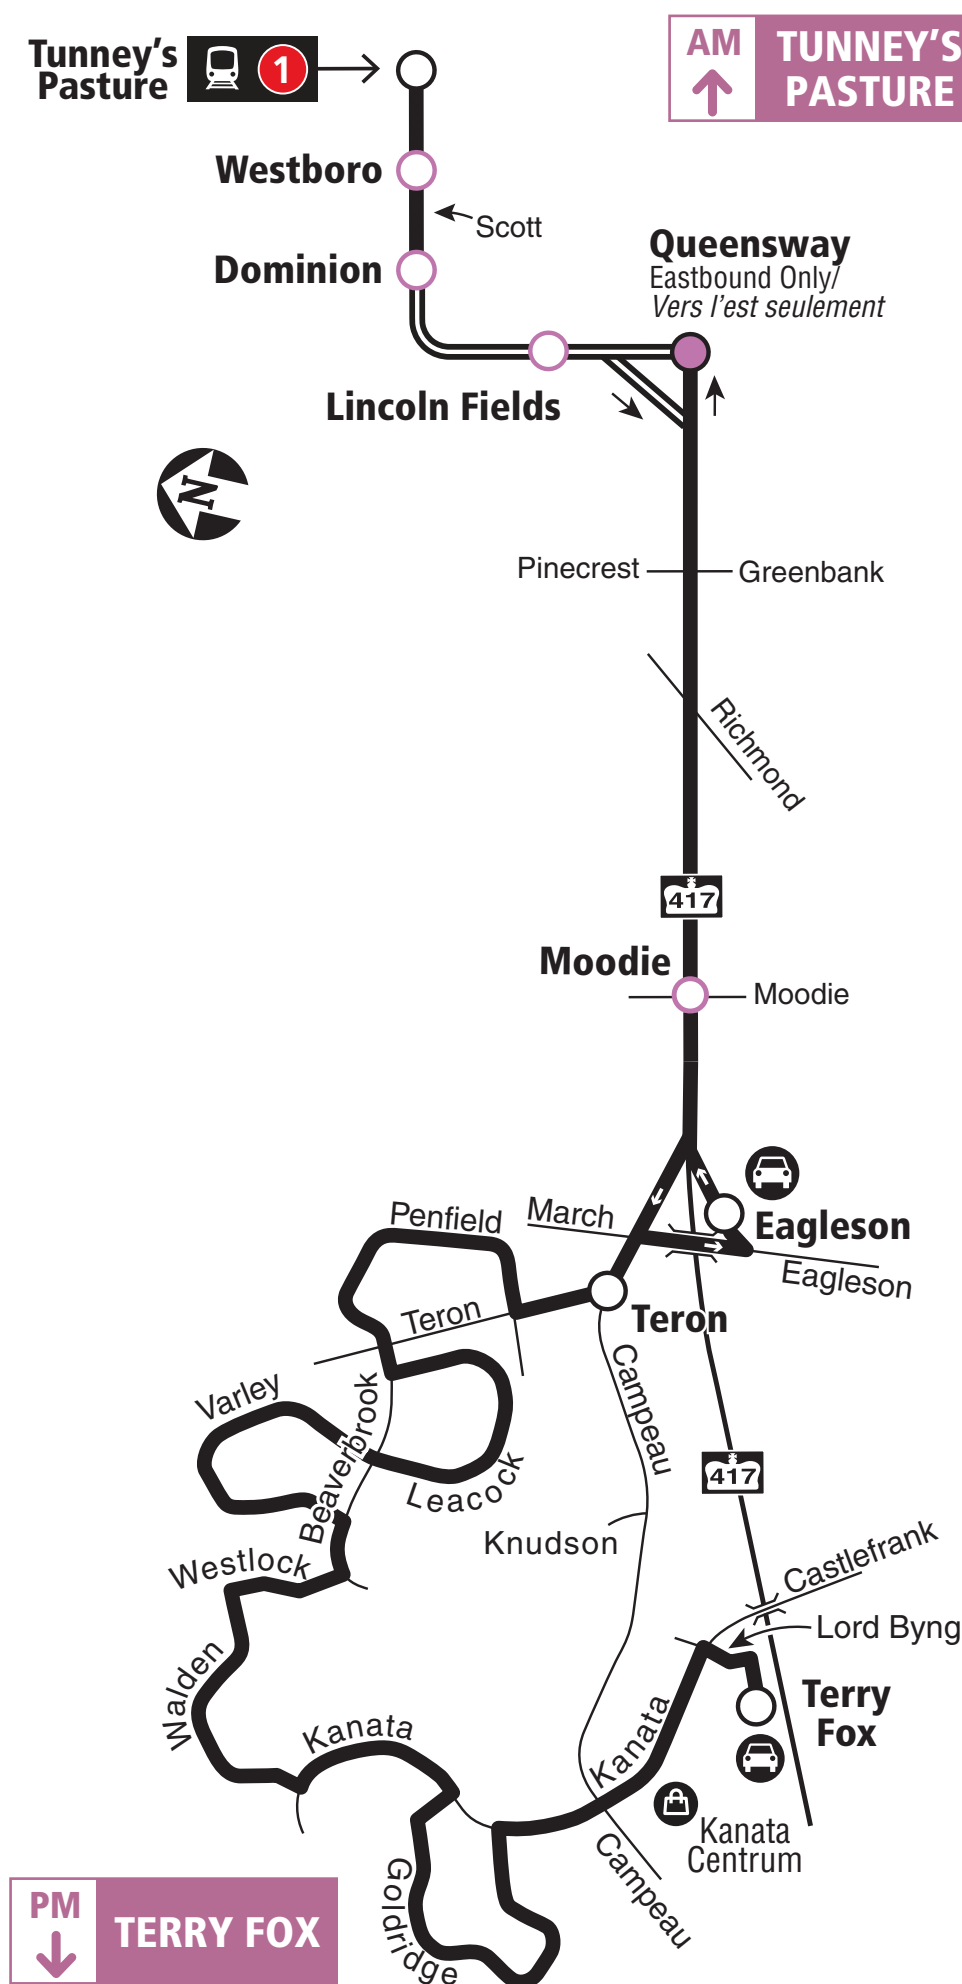 Tunney's
Pasture
1
AM
TUNNEY'S
PASTURE
Westboro
Scott
Dominion
Queensway
Eastbound Only/
Vers l'est seulement
Lincoln Fields
N
Pinecrest
Greenbank
Richmond
417
Moodie
Moodie
Penfield
March
Eagleson
Eagleson
Teron
Teron
Campeau
Varley
Beaverbrook
Leacock
417
Knudson
Westlock
Castlefrank
Lord Byng
Walden
Kanata
Kanata
Terry
Fox
Kanata
Centrum
Campeau
Goldridge
PM
TERRY FOX